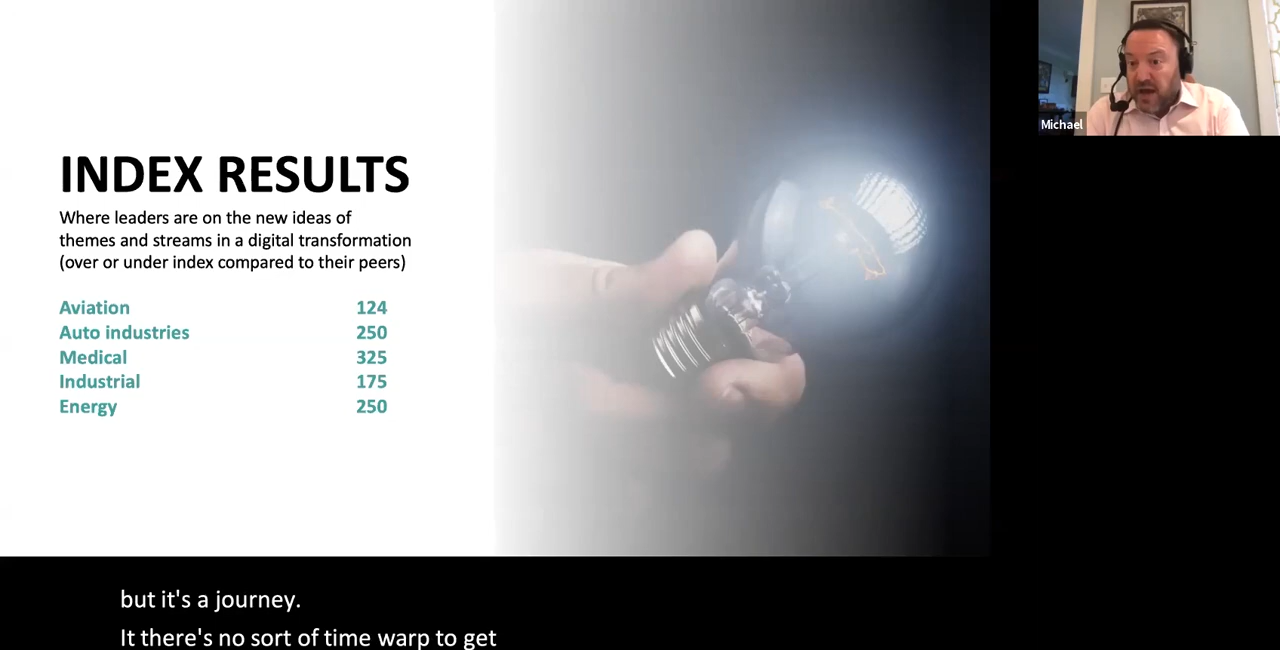 INDEX RESULTS
Where leaders are on the new ideas of
themes and streams in a digital transformation
(over or under index compared to their peers)
Aviation 124
Auto industries 250
Medical 325
Industrial 175
Energy 250
Michael
but it's a journey.
It there's no sort of time warp to get